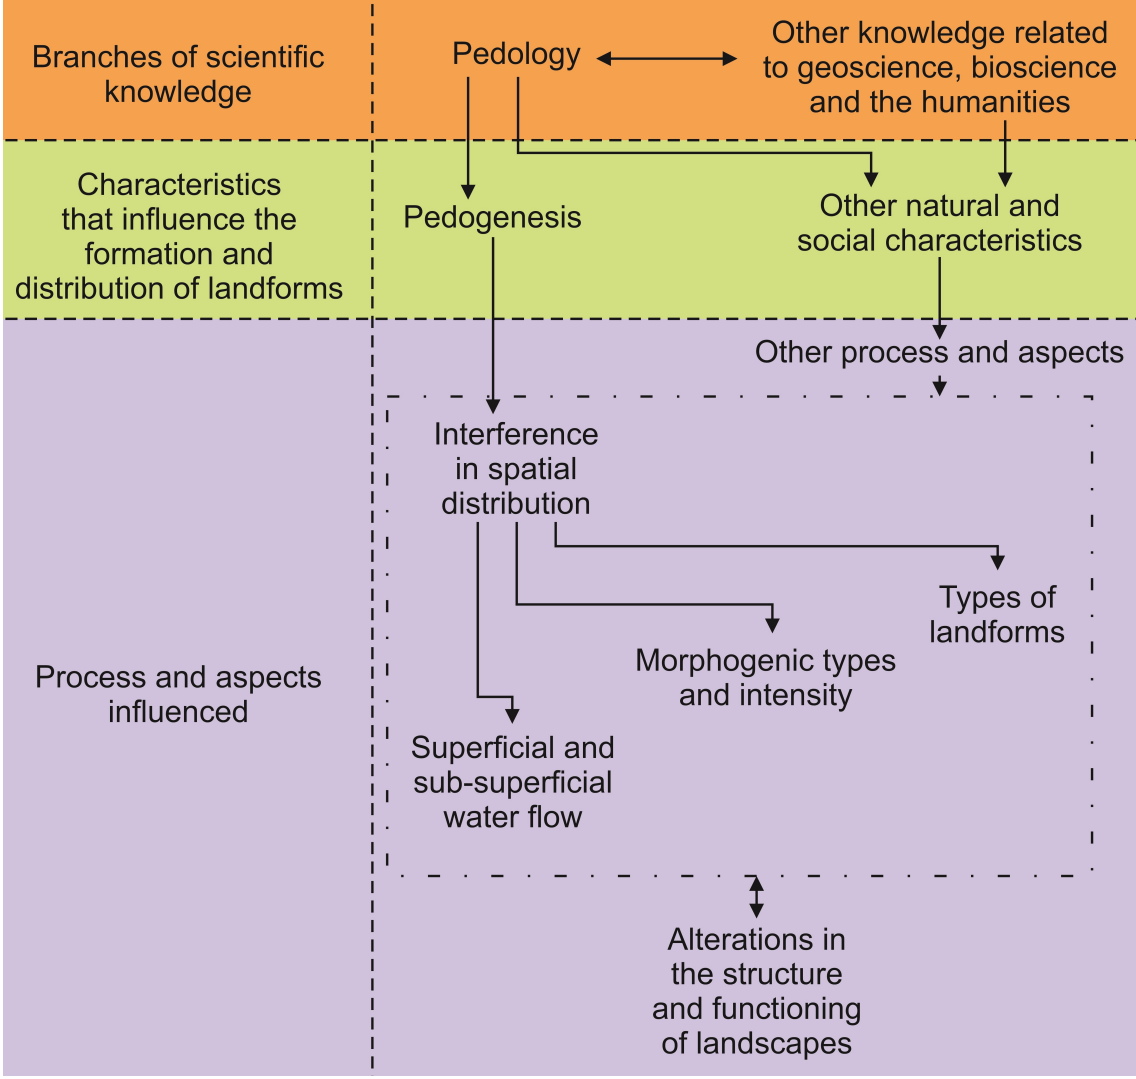 Branches of scientific
knowledge
Pedology
Other knowledge related
to geoscience, bioscience
and the humanities
Characteristics
that influence the
formation and
distribution of landforms
Pedogenesis
Other natural and
social characteristics
Process and aspects
influenced
Other process and aspects
Interference
in spatial
distribution
Types of
landforms
Morphogenic types
and intensity
Superficial and
sub-superficial
water flow
Alterations in
the structure
and functioning
of landscapes